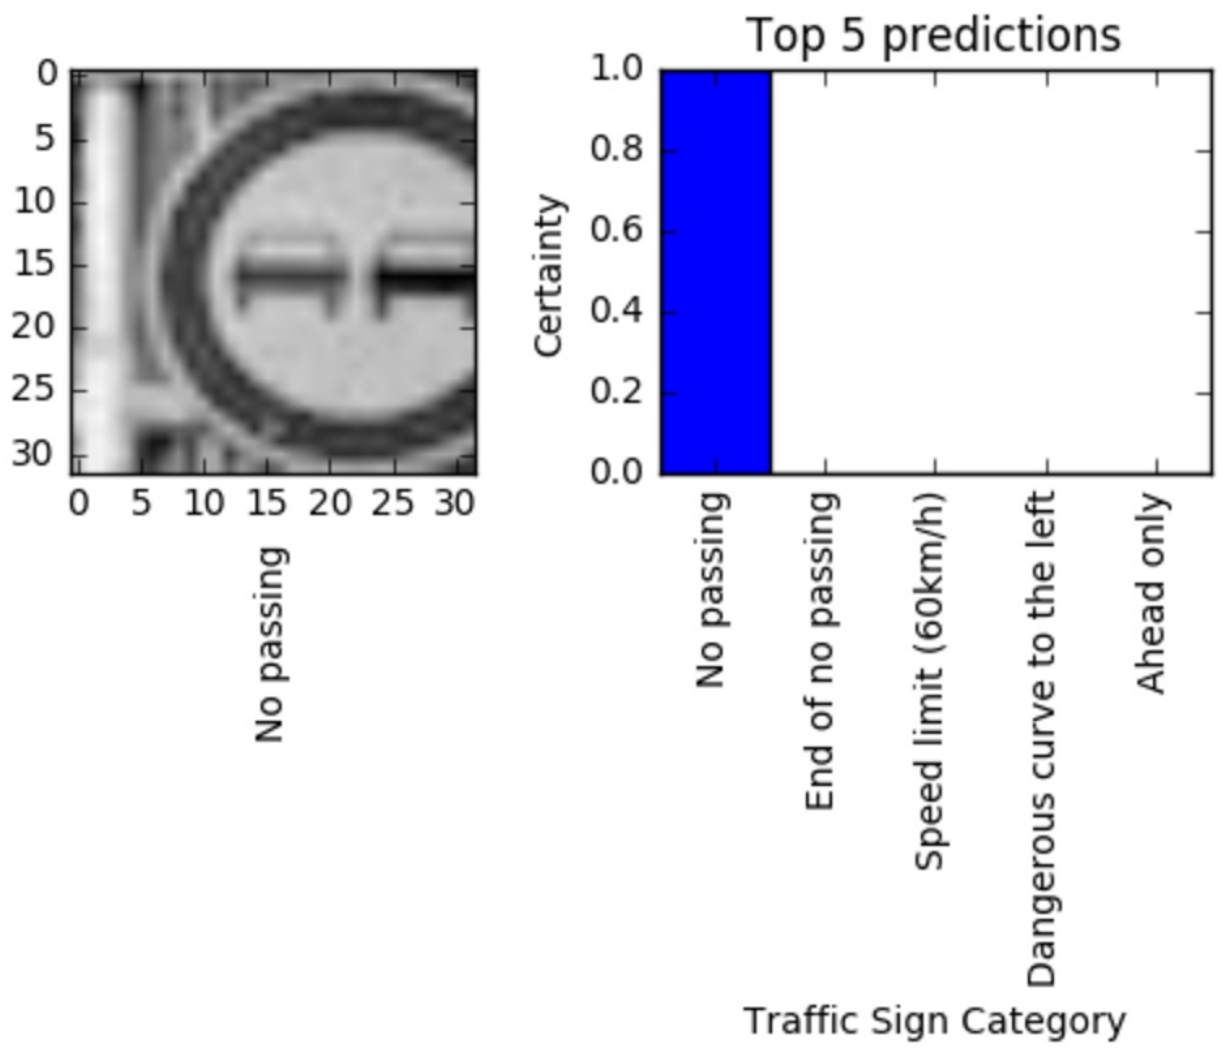 Top 5 predictions
0
5
10
15
20
25
30
0 5 10 15 20 25 30
No passing
1.0
0.8
0.6
0.4
0.2
0.0
Certainty
No passing
End of no passing
Speed limit (60km/h)
Dangerous curve to the left
Ahead only
Traffic Sign Category